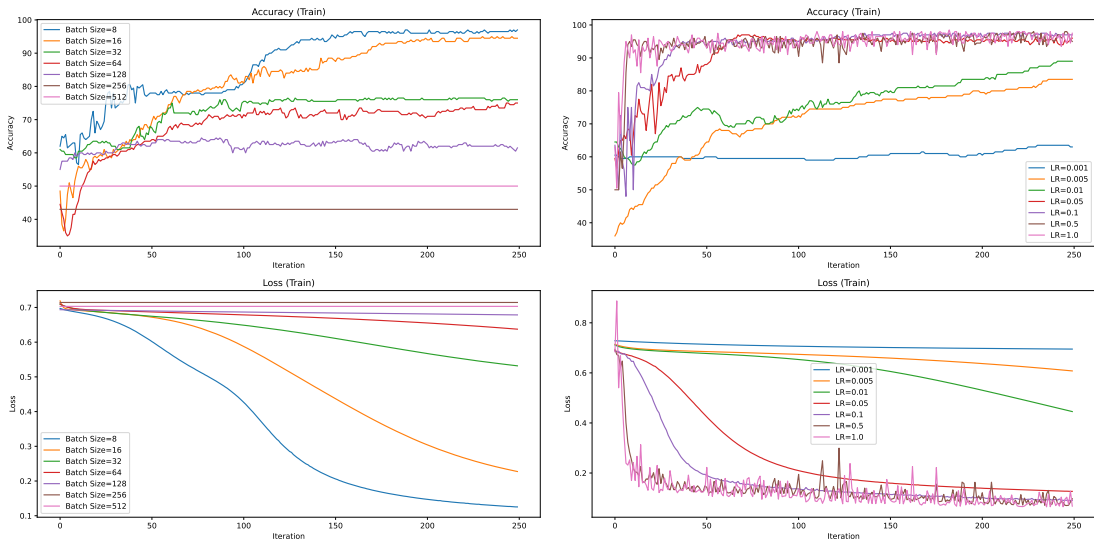 Accuracy (Train)
100
90
80
70
60
50
40
Accuracy
Batch Size=8
Batch Size=16
Batch Size=32
Batch Size=64
Batch Size=128
Batch Size=256
Batch Size=512
0
50
100
150
200
250
Iteration
Accuracy (Train)
100
90
80
70
60
50
40
Accuracy
LR=0.001
LR=0.005
LR=0.01
LR=0.05
LR=0.1
LR=0.5
LR=1.0
0
50
100
150
200
250
Iteration
Loss (Train)
0.7
0.6
0.5
0.4
0.3
0.2
0.1
Loss
Batch Size=8
Batch Size=16
Batch Size=32
Batch Size=64
Batch Size=128
Batch Size=256
Batch Size=512
0
50
100
150
200
250
Iteration
Loss (Train)
0.8
0.6
0.4
0.2
Loss
LR=0.001
LR=0.005
LR=0.01
LR=0.05
LR=0.1
LR=0.5
LR=1.0
0
50
100
150
200
250
Iteration